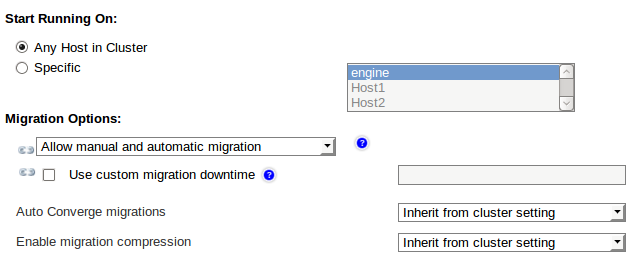 Start Running On:
Any Host in Cluster
Specific
engine
Host1
Host2
Migration Options:
Allow manual and automatic migration ?
Use custom migration downtime ?
Auto Converge migrations Inherit from cluster setting
Enable migration compression Inherit from cluster setting